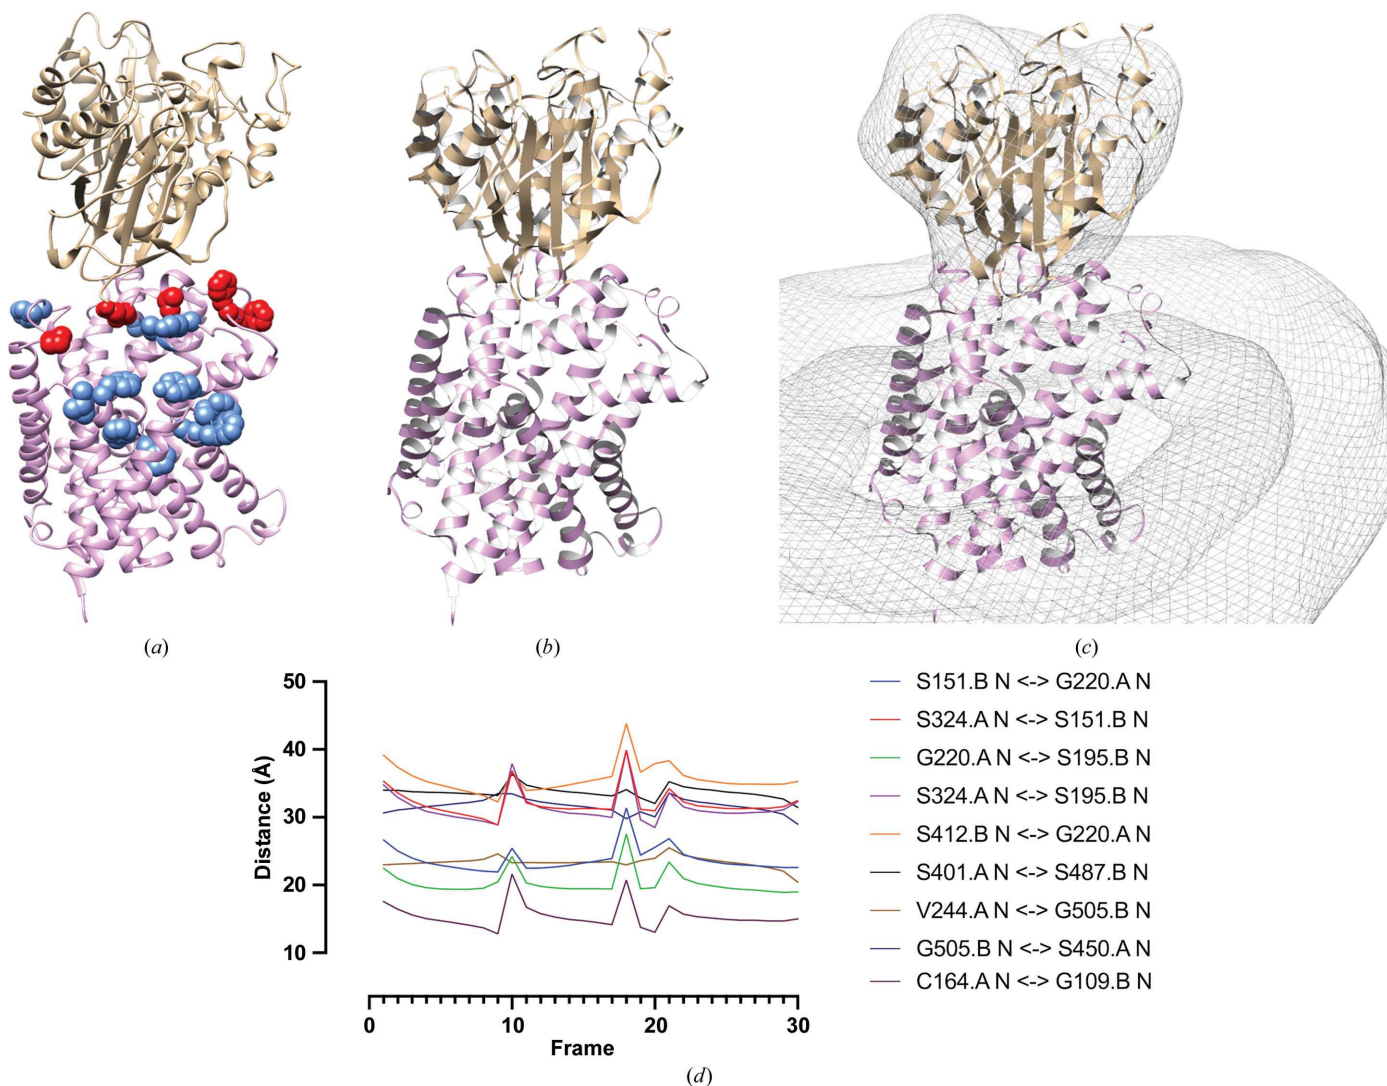 (a)
(b)
(c)
50
40
30
20
10
Distance (Å)
0
10
20
30
Frame
S151.B N <-> G220.A N
S324.A N <-> S151.B N
G220.A N <-> S195.B N
S324.A N <-> S195.B N
S412.B N <-> G220.A N
S401.A N <-> S487.B N
V244.A N <-> G505.B N
G505.B N <-> S450.A N
C164.A N <-> G109.B N
(d)